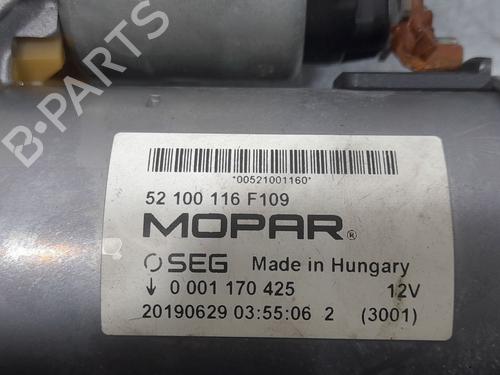 *00521001160*
52 100 116 F109
MOPAR®
SEG Made in Hungary
↓ 0 001 170 425 12V
20190629 03:55:06 2 (3001)
B-PARTS